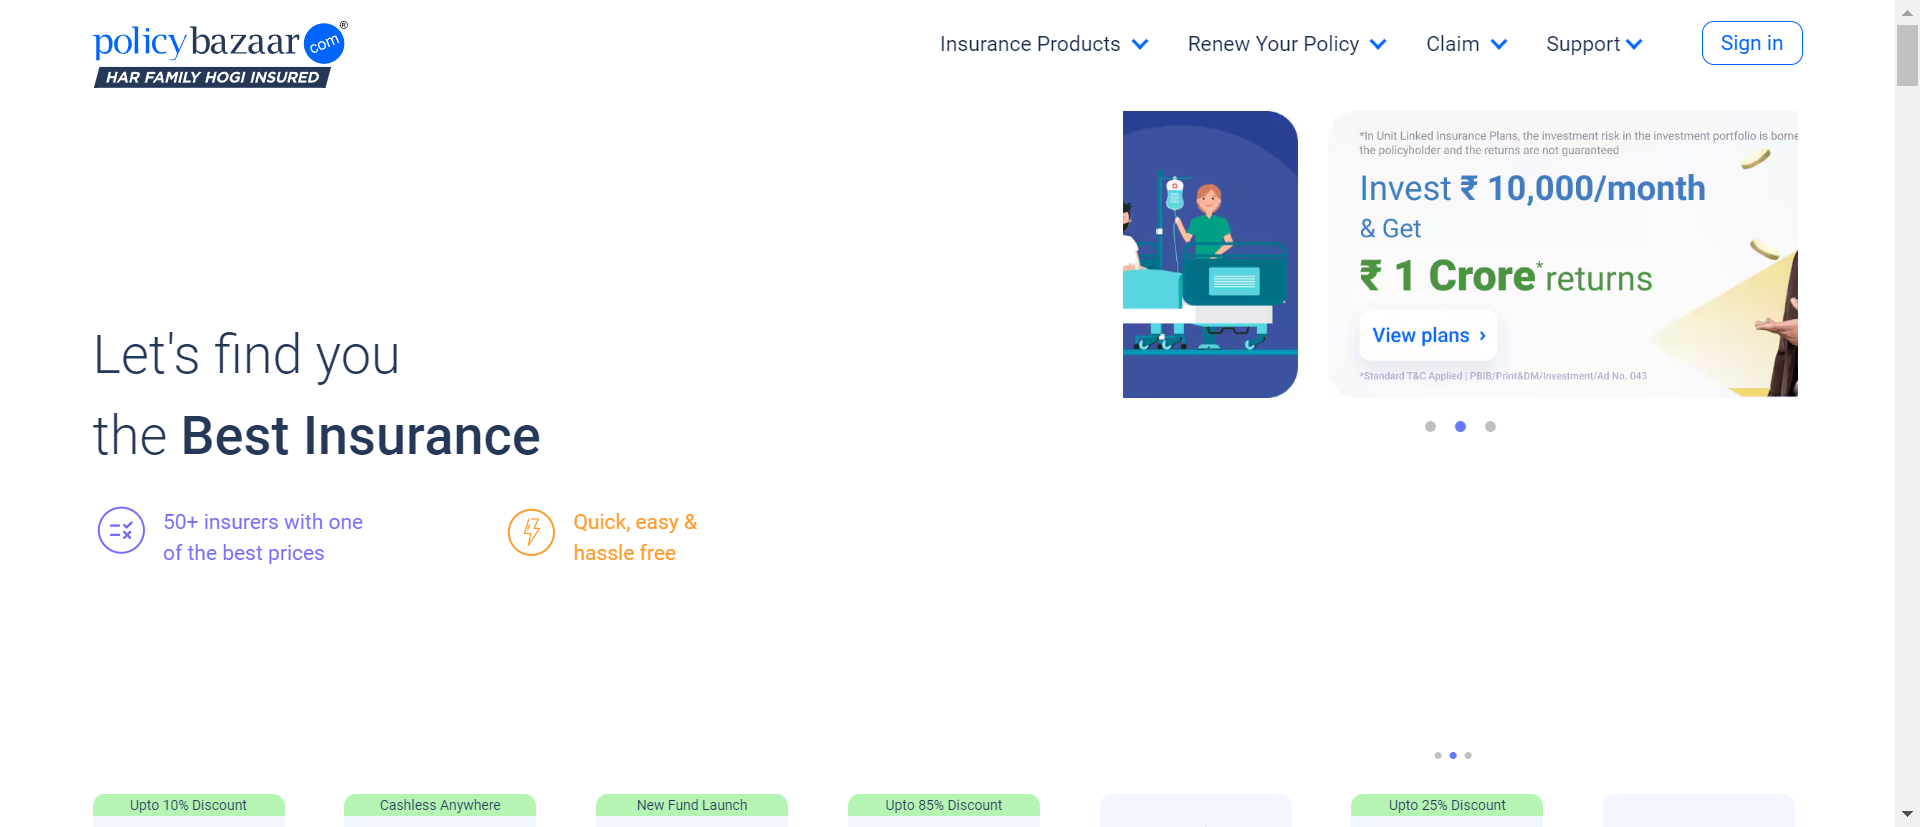 policybazaar.com®
HAR FAMILY HOGI INSURED
Insurance Products
Renew Your Policy
Claim
Support
Sign in
*In Unit Linked Insurance Plans, the investment risk in the investment portfolio is borne
the policyholder and the returns are not guaranteed
Invest ₹ 10,000/month
& Get
₹ 1 Crore* returns
View plans ›
*Standard T&C Applied | PBIB/Print&DM/Investment/Ad No. 043
Let's find you
the Best Insurance
50+ insurers with one
of the best prices
Quick, easy &
hassle free
Upto 10% Discount
Cashless Anywhere
New Fund Launch
Upto 85% Discount
Upto 25% Discount